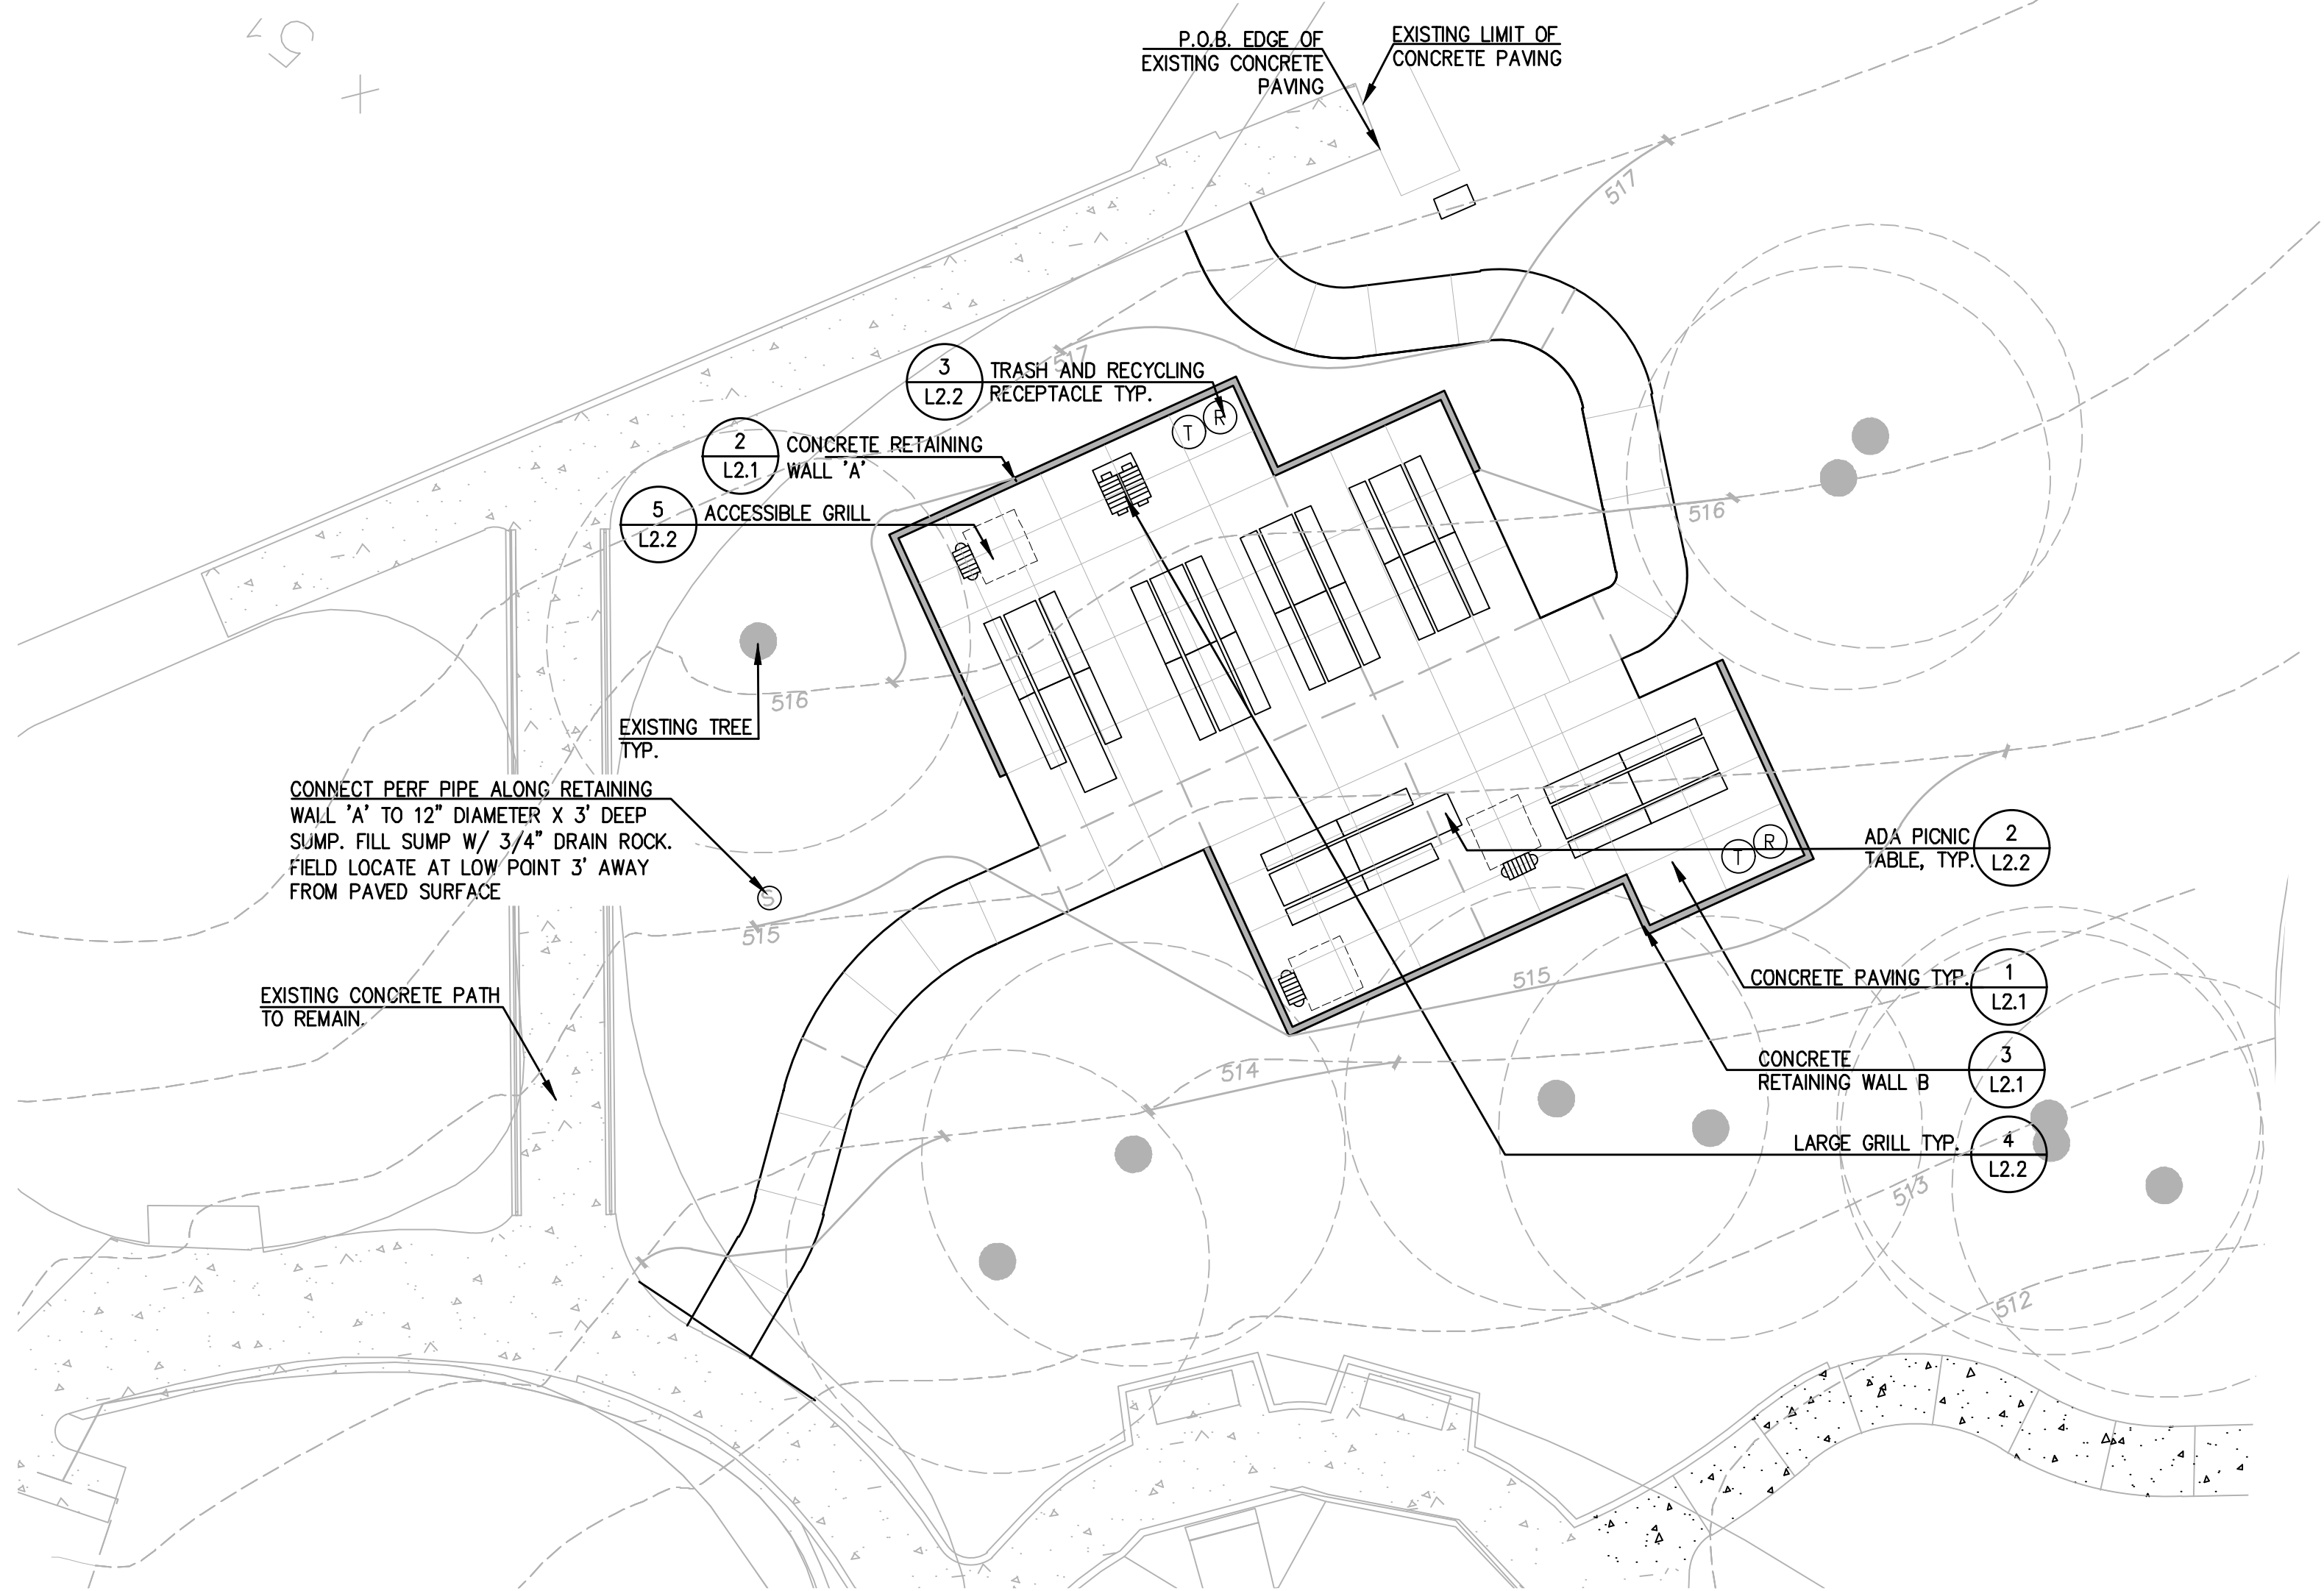 5
P.O.B. EDGE OF
EXISTING CONCRETE
PAVING
EXISTING LIMIT OF
CONCRETE PAVING
517
517
3
L2.2
TRASH AND RECYCLING
RECEPTACLE TYP.
T
R
2
L2.1
CONCRETE RETAINING
WALL 'A'
5
L2.2
ACCESSIBLE GRILL
516
516
EXISTING TREE
TYP.
CONNECT PERF PIPE ALONG RETAINING
WALL 'A' TO 12" DIAMETER X 3' DEEP
SUMP. FILL SUMP W/ 3/4" DRAIN ROCK.
FIELD LOCATE AT LOW POINT 3' AWAY
FROM PAVED SURFACE
S
515
T
R
ADA PICNIC
TABLE, TYP.
2
L2.2
515
CONCRETE PAVING TYP.
1
L2.1
EXISTING CONCRETE PATH
TO REMAIN.
514
CONCRETE
RETAINING WALL B
3
L2.1
LARGE GRILL TYP.
4
L2.2
513
512